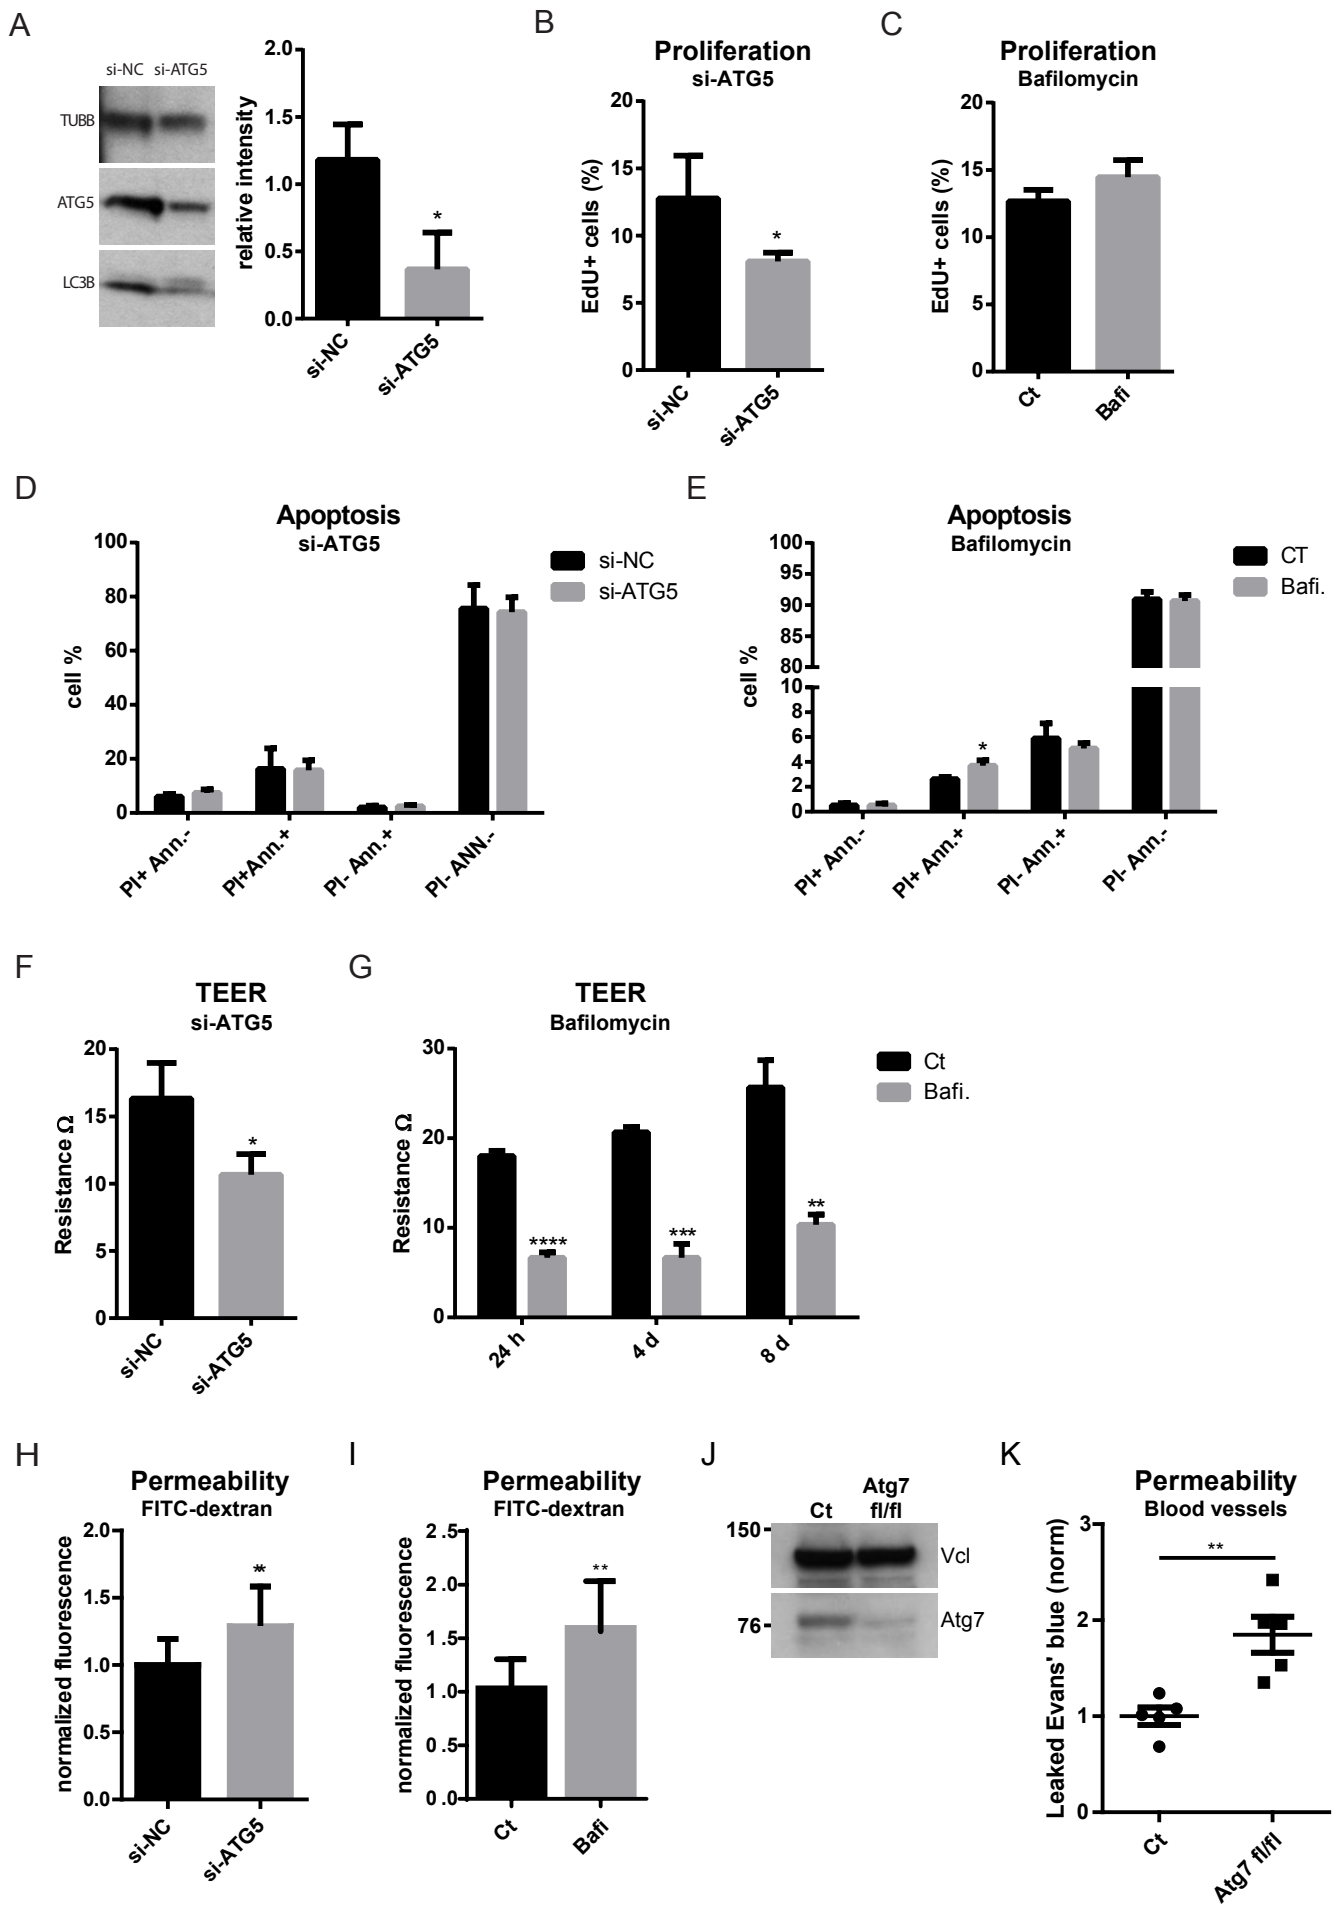 A
si-NC si-ATG5
TUBB
ATG5
LC3B
relative intensity
2.0
1.5
1.0
0.5
0.0
*
si-NC
si-ATG5
B
Proliferation
si-ATG5
EdU+ cells (%)
20
15
10
5
0
*
si-NC
si-ATG5
C
Proliferation
Bafilomycin
EdU+ cells (%)
20
15
10
5
0
Ct
Bafi
D
Apoptosis
si-ATG5
cell %
100
80
60
40
20
0
si-NC
si-ATG5
PI+ Ann.-
PI+Ann.+
PI- Ann.+
PI- ANN.-
E
Apoptosis
Bafilomycin
cell %
100
95
90
85
80
10
8
6
4
2
0
*
CT
Bafi.
PI+ Ann.-
PI+ Ann.+
PI- Ann.+
PI- Ann.-
F
TEER
si-ATG5
Resistance Ω
20
15
10
5
0
*
si-NC
si-ATG5
G
TEER
Bafilomycin
Resistance Ω
30
20
10
0
****
***
**
Ct
Bafi.
24 h
4 d
8 d
H
Permeability
FITC-dextran
normalized fluorescence
2.0
1.5
1.0
0.5
0.0
**
si-NC
si-ATG5
I
Permeability
FITC-dextran
normalized fluorescence
2.5
2.0
1.5
1.0
0.5
0.0
**
Ct
Bafi
J
Ct
Atg7
fl/fl
150
Vcl
76
Atg7
K
Permeability
Blood vessels
Leaked Evans' blue (norm)
3
2
1
0
**
Ct
Atg7 fl/fl